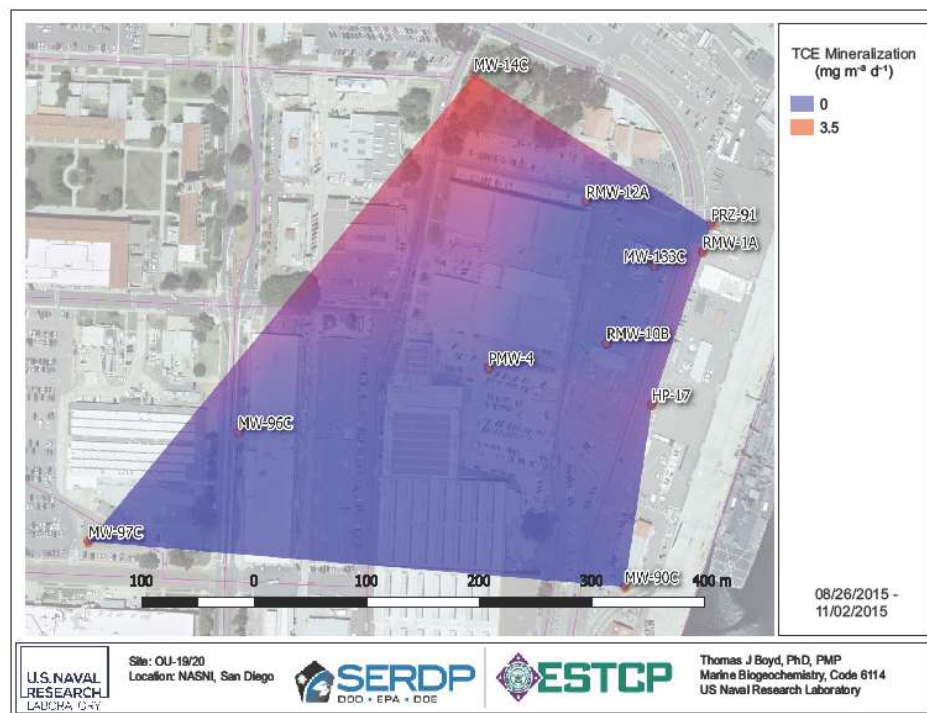 MW-14C
TCE Mineralization
(mg m⁻³ d⁻¹)
0
3.5
RMW-12A
PRZ-91
RMW-1A
MW-133C
RMW-10B
PMW-4
HP-17
MW-96C
MW-97C
MW-90C
100 0 100 200 300 400 m
08/26/2015 -
11/02/2015
U.S. NAVAL
RESEARCH
LABORATORY
Site: OU-19/20
Location: NASNI, San Diego
SERDP
DOD • EPA • DOE
ESTCP
Thomas J Boyd, PhD, PMP
Marine Biogeochemistry, Code 6114
US Naval Research Laboratory